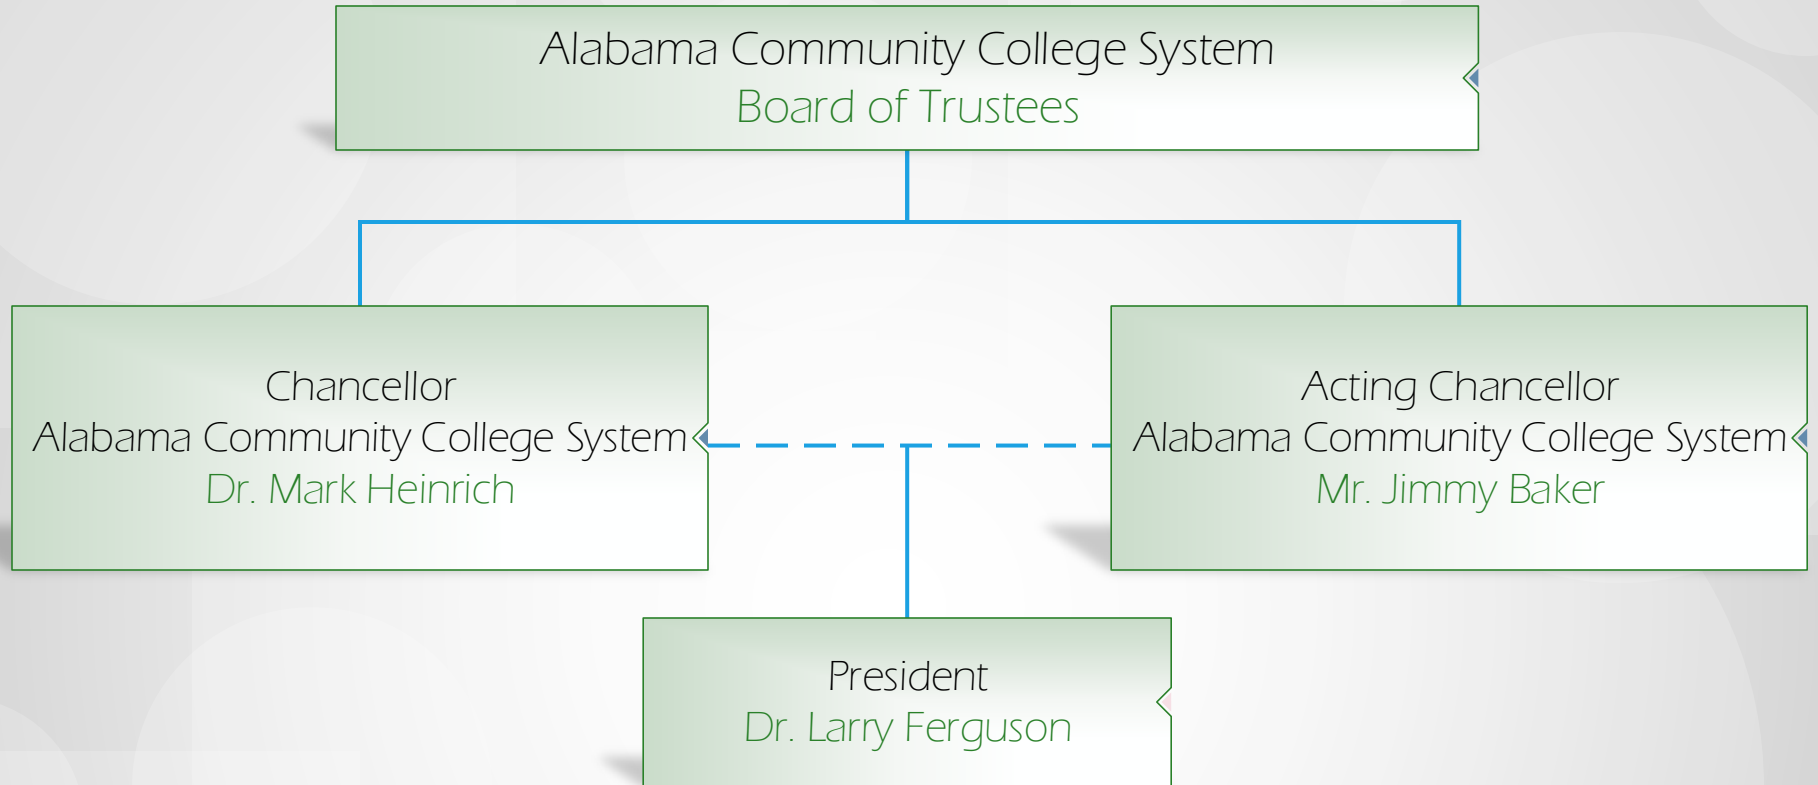 Alabama Community College System
Board of Trustees
Chancellor
Alabama Community College System
Dr. Mark Heinrich
Acting Chancellor
Alabama Community College System
Mr. Jimmy Baker
President
Dr. Larry Ferguson